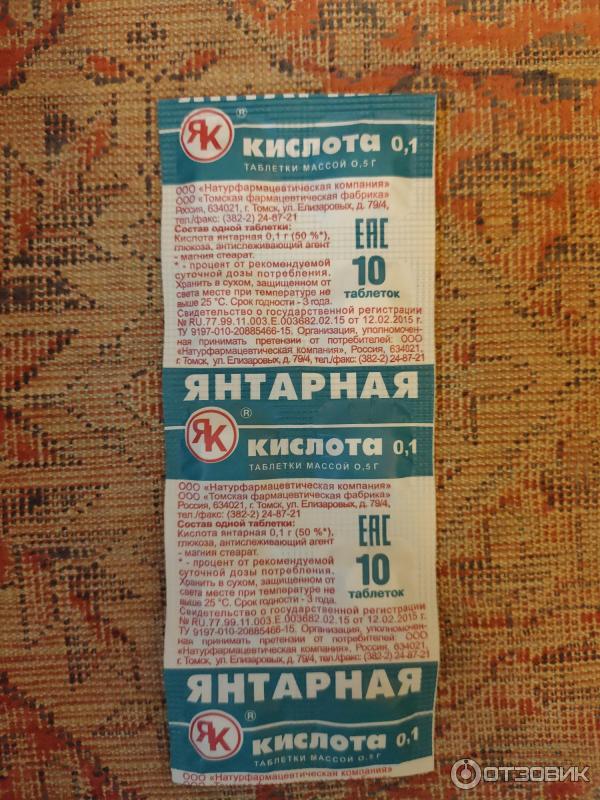 ЯНТАРНАЯ
ЯК ® КИСЛОТА 0,1
ТАБЛЕТКИ МАССОЙ 0,5 Г
ООО «Натурфармацевтическая компания»
ООО «Томская фармацевтическая фабрика»
Россия, 634021, г. Томск, ул. Елизаровых, д. 79/4,
тел./факс: (382-2) 24-87-21
Состав одной таблетки:
Кислота янтарная 0,1 г (50 %*),
глюкоза, антислеживающий агент
- магния стеарат.
* - процент от рекомендуемой
суточной дозы потребления.
Хранить в сухом, защищенном от
света месте при температуре не
выше 25 °С. Срок годности - 3 года.
EAC
10
таблеток
Свидетельство о государственной регистрации
№ RU.77.99.11.003.Е.003682.02.15 от 12.02.2015 г.
ТУ 9197-010-20885466-15. Организация, уполномочен-
ная принимать претензии от потребителей: ООО
«Натурфармацевтическая компания», Россия, 634021,
г. Томск, ул. Елизаровых, д. 79/4, тел./факс: (382-2) 24-87-21
ЯНТАРНАЯ
ЯК ® КИСЛОТА 0,1
ТАБЛЕТКИ МАССОЙ 0,5 Г
ООО «Натурфармацевтическая компания»
ООО «Томская фармацевтическая фабрика»
Россия, 634021, г. Томск, ул. Елизаровых, д. 79/4,
тел./факс: (382-2) 24-87-21
Состав одной таблетки:
Кислота янтарная 0,1 г (50 %*),
глюкоза, антислеживающий агент
- магния стеарат.
* - процент от рекомендуемой
суточной дозы потребления.
Хранить в сухом, защищенном от
света месте при температуре не
выше 25 °С. Срок годности - 3 года.
EAC
10
таблеток
Свидетельство о государственной регистрации
№ RU.77.99.11.003.Е.003682.02.15 от 12.02.2015 г.
ТУ 9197-010-20885466-15. Организация, уполномочен-
ная принимать претензии от потребителей: ООО
«Натурфармацевтическая компания», Россия, 634021,
г. Томск, ул. Елизаровых, д. 79/4, тел./факс: (382-2) 24-87-21
ЯНТАРНАЯ
ЯК ® КИСЛОТА 0,1
ТАБЛЕТКИ МАССОЙ 0,5 Г
ООО «Натурфармацевтическая компания»
ОТЗОВИК